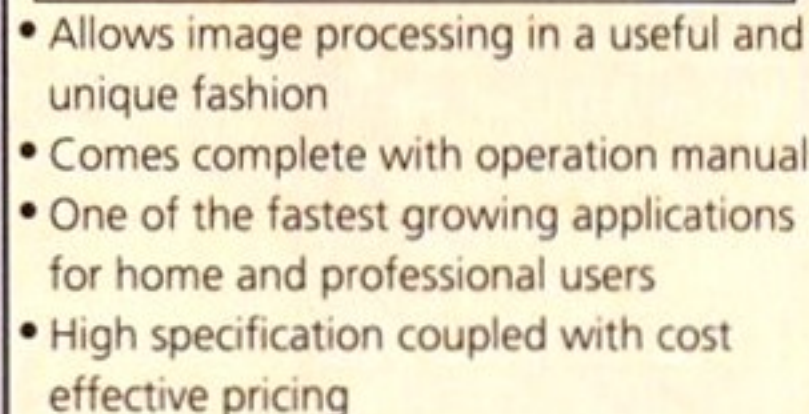 • Allows image processing in a useful and
unique fashion
• Comes complete with operation manual
• One of the fastest growing applications
for home and professional users
• High specification coupled with cost
effective pricing